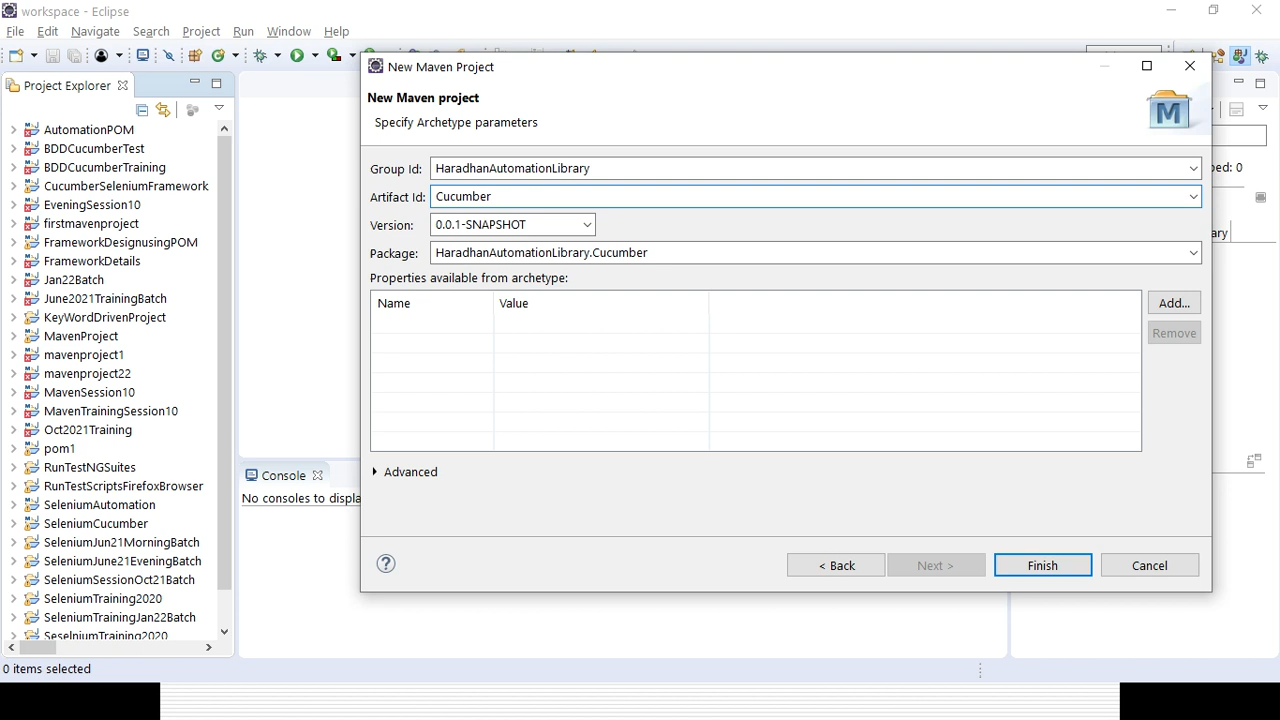 workspace - Eclipse
File Edit Navigate Search Project Run Window Help
Project Explorer
AutomationPOM
BDDCucumberTest
BDDCucumberTraining
CucumberSeleniumFramework
EveningSession10
firstmavenproject
FrameworkDesignusingPOM
FrameworkDetails
Jan22Batch
June2021TrainingBatch
KeyWordDrivenProject
MavenProject
mavenproject1
mavenproject22
MavenSession10
MavenTrainingSession10
Oct2021Training
pom1
RunTestNGSuites
RunTestScriptsFirefoxBrowser
SeleniumAutomation
SeleniumCucumber
SeleniumJun21MorningBatch
SeleniumJune21EveningBatch
SeleniumSessionOct21Batch
SeleniumTraining2020
SeleniumTrainingJan22Batch
SeselniumTraining2020
0 items selected
Console
No consoles to displa
New Maven Project
New Maven project
Specify Archetype parameters
M
Group Id: HaradhanAutomationLibrary
Artifact Id: Cucumber
Version: 0.0.1-SNAPSHOT
Package: HaradhanAutomationLibrary.Cucumber
Properties available from archetype:
Name Value
Add...
Remove
Advanced
? < Back Next > Finish Cancel
ped: 0
ary